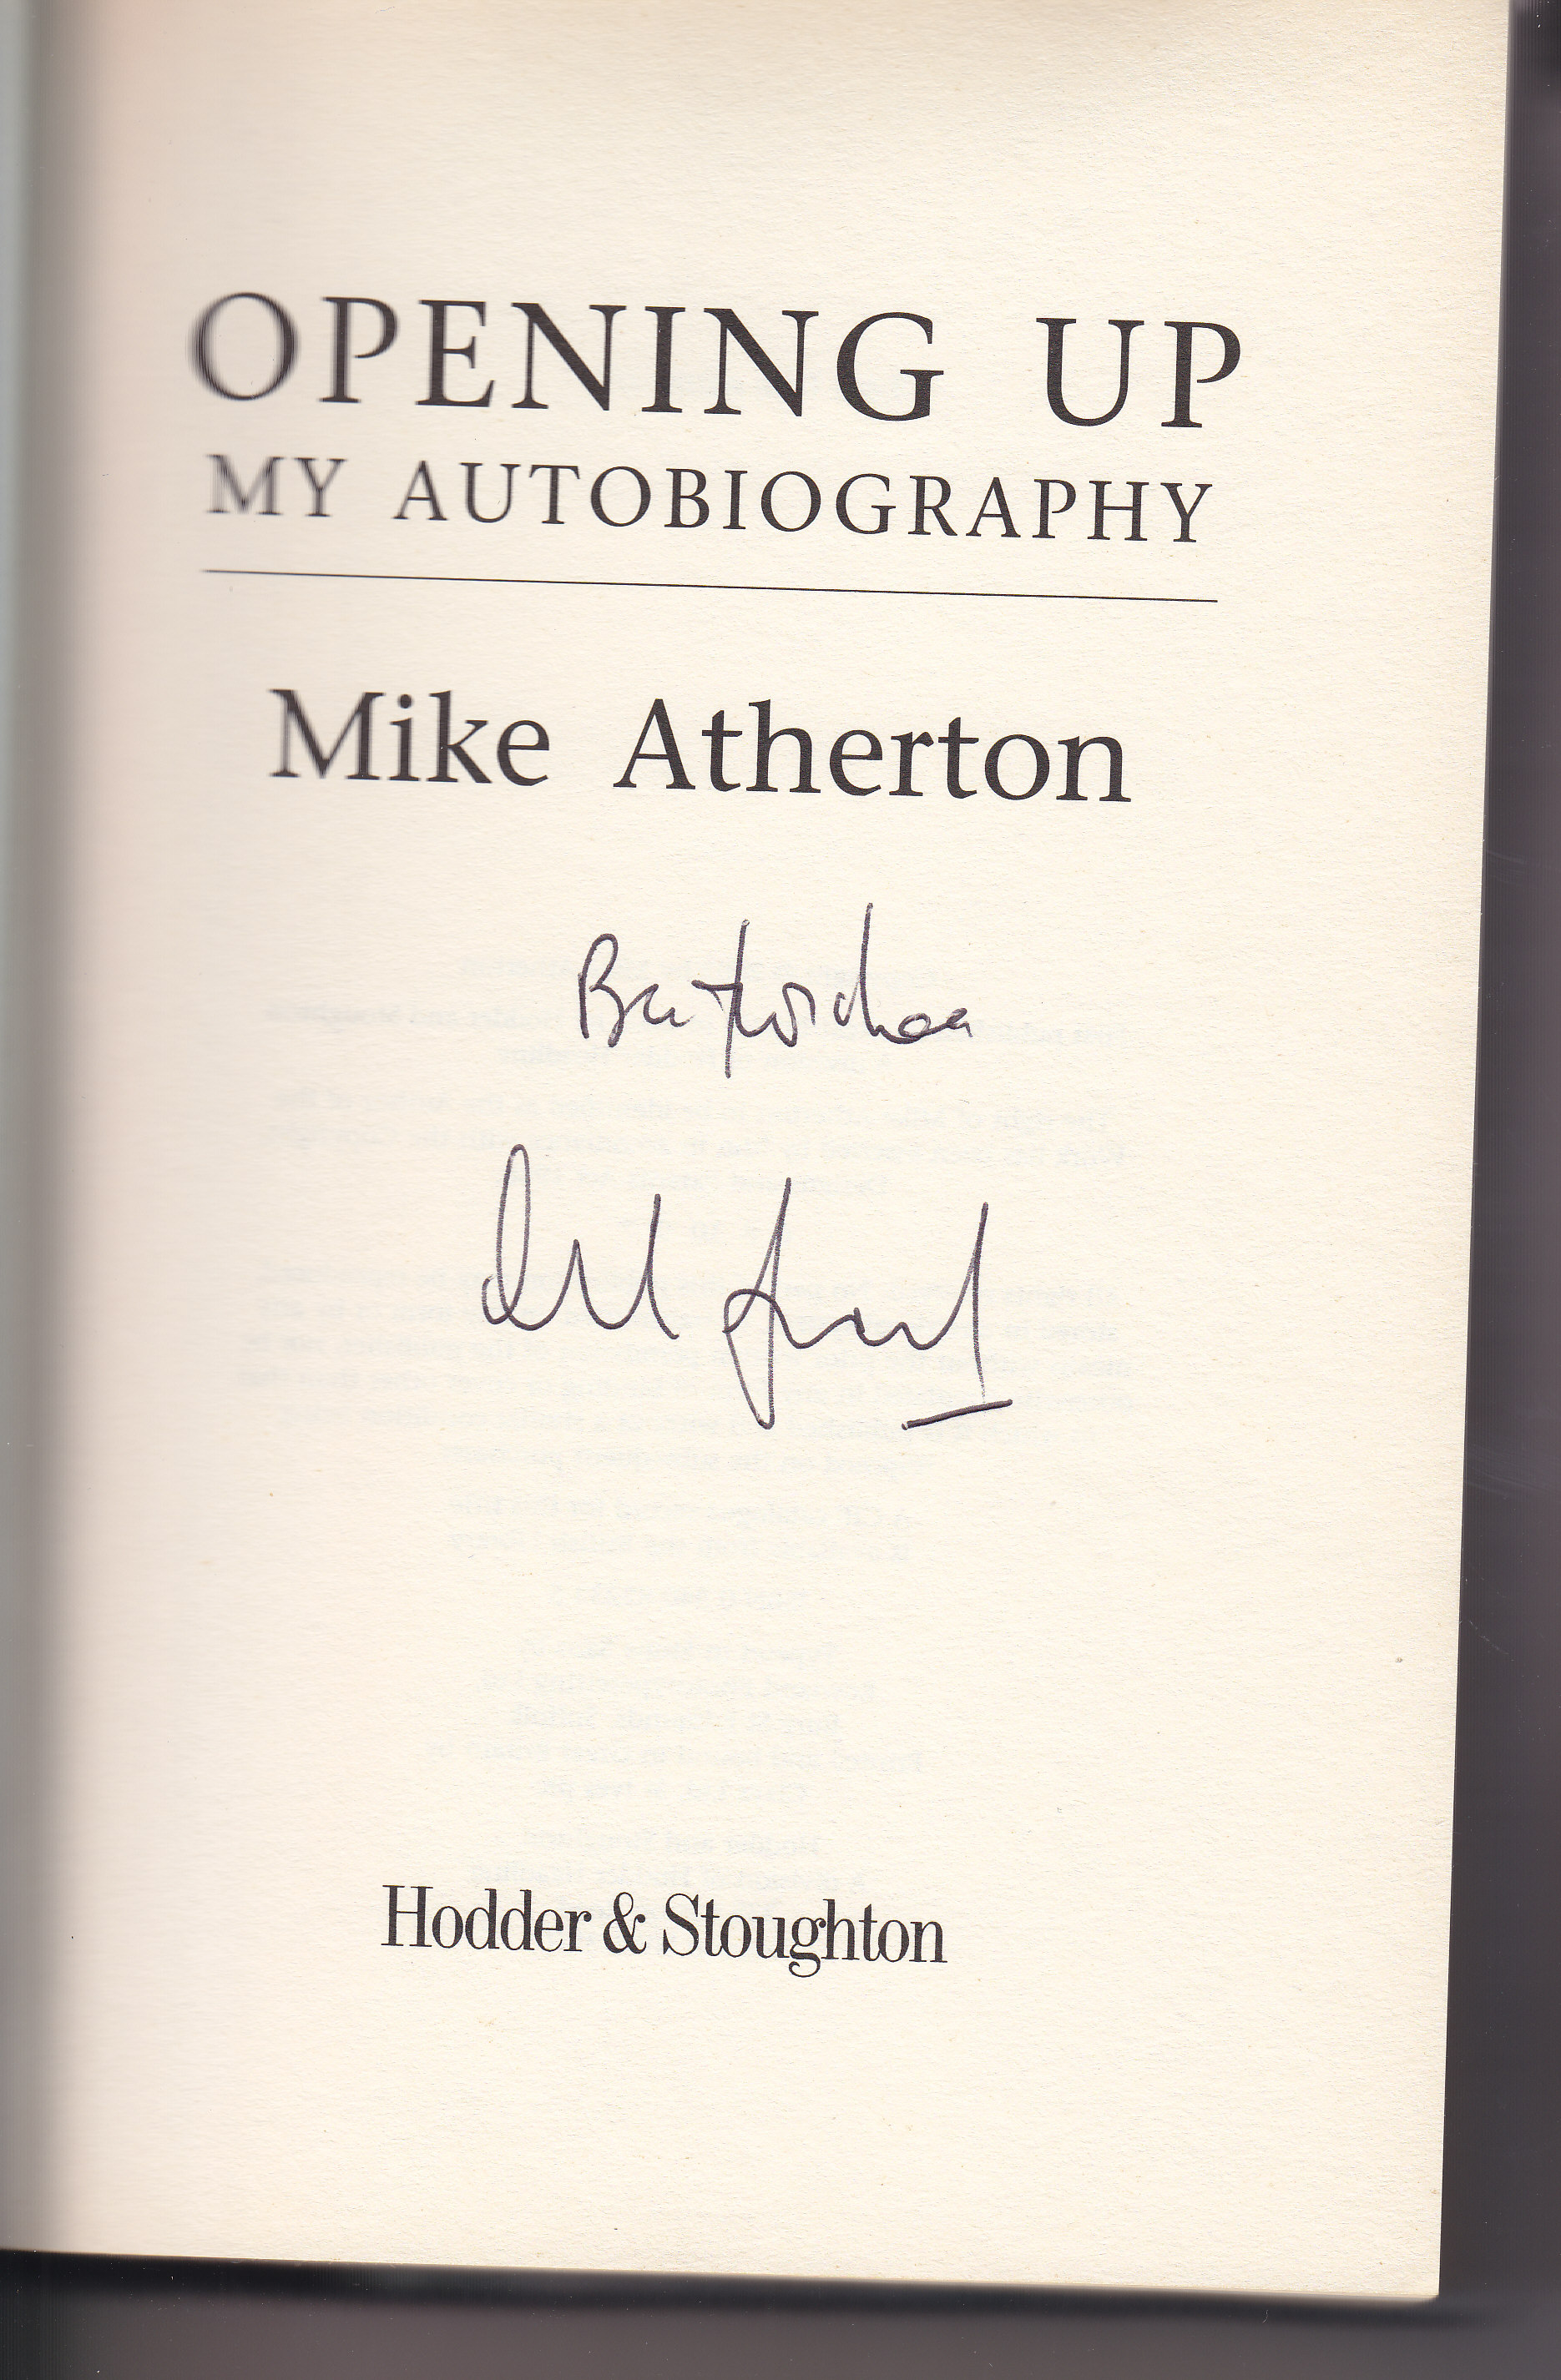 OPENING UP
MY AUTOBIOGRAPHY
Mike Atherton
Best wishes
Hodder & Stoughton